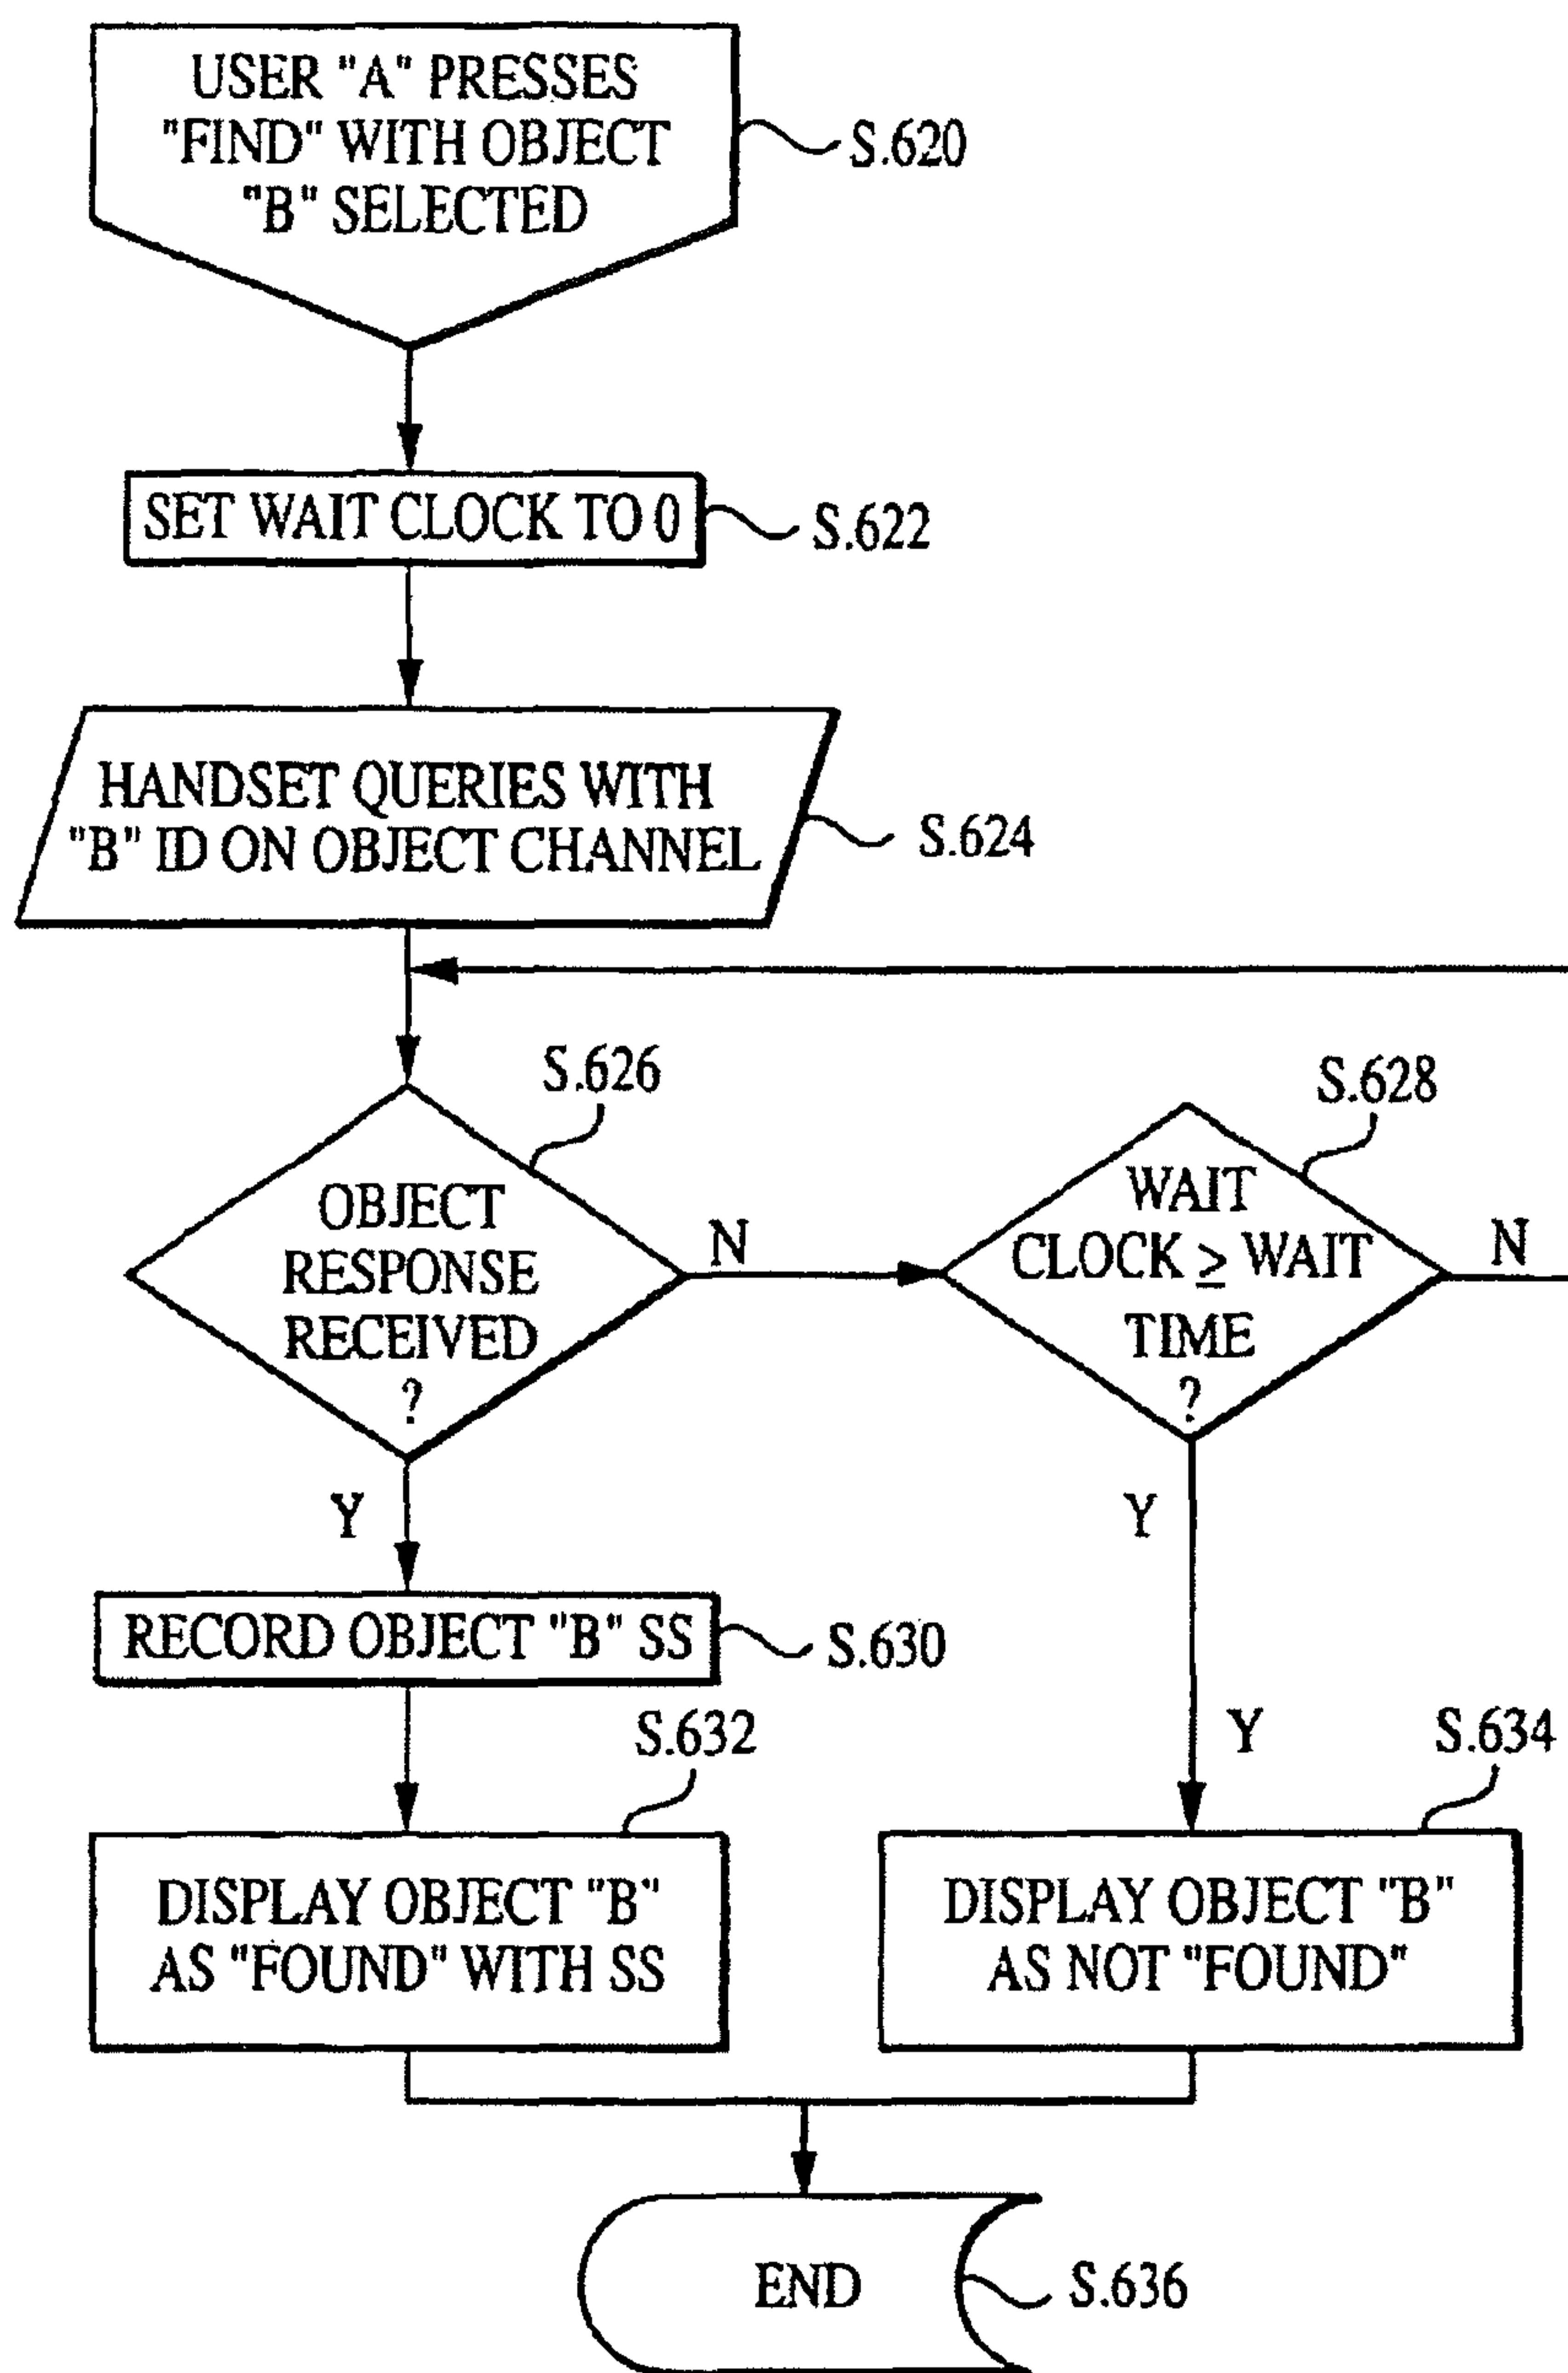 USER "A" PRESSES
"FIND" WITH OBJECT
"B" SELECTED
S.620
SET WAIT CLOCK TO 0
S.622
HANDSET QUERIES WITH
"B" ID ON OBJECT CHANNEL
S.624
S.626
OBJECT
RESPONSE
RECEIVED
?
N
Y
S.628
WAIT
CLOCK ≥ WAIT
TIME
?
N
Y
RECORD OBJECT "B" SS
S.630
S.632
DISPLAY OBJECT "B"
AS "FOUND" WITH SS
Y
S.634
DISPLAY OBJECT "B"
AS NOT "FOUND"
END
S.636